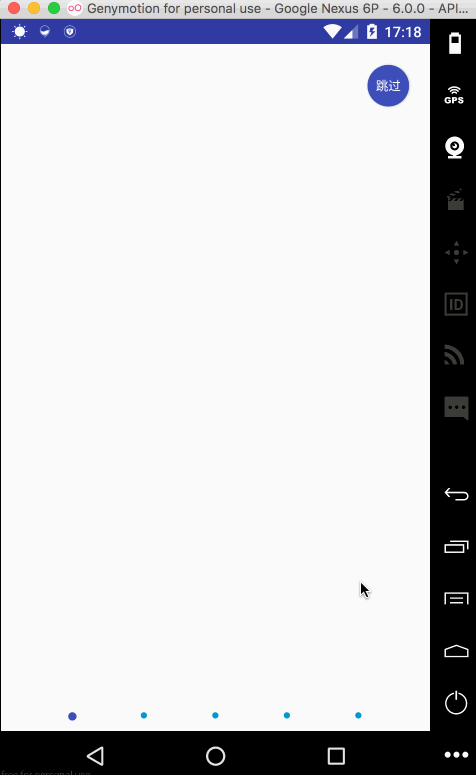 Genymotion for personal use - Google Nexus 6P - 6.0.0 - API...
17:18
跳过
GPS
ID
free for personal use